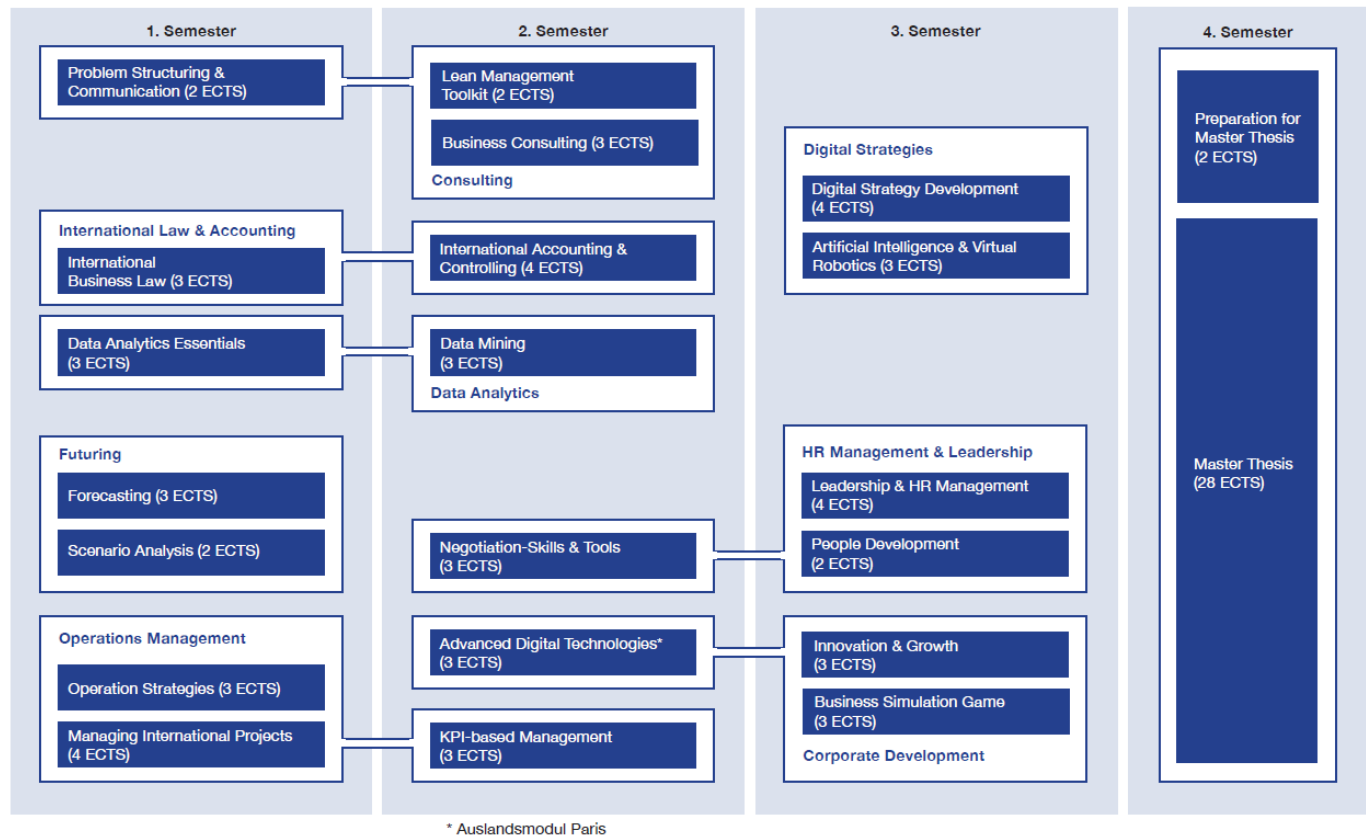 1. Semester
Problem Structuring &
Communication (2 ECTS)
International Law & Accounting
International
Business Law (3 ECTS)
Data Analytics Essentials
(3 ECTS)
Futuring
Forecasting (3 ECTS)
Scenario Analysis (2 ECTS)
Operations Management
Operation Strategies (3 ECTS)
Managing International Projects
(4 ECTS)
2. Semester
Lean Management
Toolkit (2 ECTS)
Business Consulting (3 ECTS)
Consulting
International Accounting &
Controlling (4 ECTS)
Data Mining
(3 ECTS)
Data Analytics
Negotiation-Skills & Tools
(3 ECTS)
Advanced Digital Technologies*
(3 ECTS)
KPI-based Management
(3 ECTS)
3. Semester
Digital Strategies
Digital Strategy Development
(4 ECTS)
Artificial Intelligence & Virtual
Robotics (3 ECTS)
HR Management & Leadership
Leadership & HR Management
(4 ECTS)
People Development
(2 ECTS)
Innovation & Growth
(3 ECTS)
Business Simulation Game
(3 ECTS)
Corporate Development
4. Semester
Preparation for
Master Thesis
(2 ECTS)
Master Thesis
(28 ECTS)
* Auslandsmodul Paris